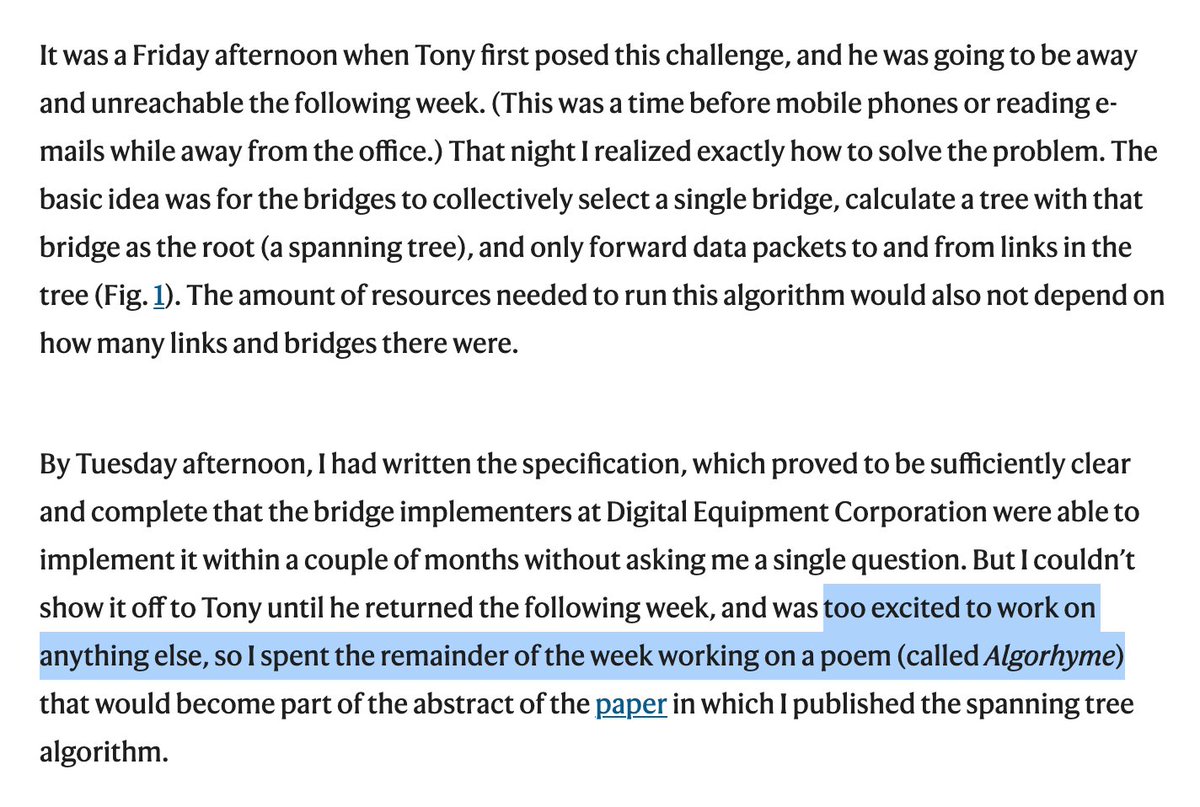 It was a Friday afternoon when Tony first posed this challenge, and he was going to be away
and unreachable the following week. (This was a time before mobile phones or reading e-
mails while away from the office.) That night I realized exactly how to solve the problem. The
basic idea was for the bridges to collectively select a single bridge, calculate a tree with that
bridge as the root (a spanning tree), and only forward data packets to and from links in the
tree (Fig. 1). The amount of resources needed to run this algorithm would also not depend on
how many links and bridges there were.
By Tuesday afternoon, I had written the specification, which proved to be sufficiently clear
and complete that the bridge implementers at Digital Equipment Corporation were able to
implement it within a couple of months without asking me a single question. But I couldn’t
show it off to Tony until he returned the following week, and was too excited to work on
anything else, so I spent the remainder of the week working on a poem (called Algorhyme)
that would become part of the abstract of the paper in which I published the spanning tree
algorithm.